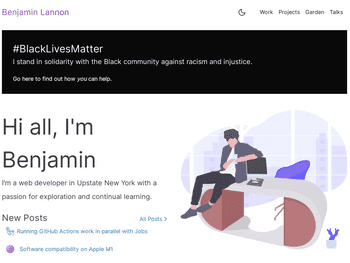 Benjamin Lannon
Work Projects Garden Talks
#BlackLivesMatter
I stand in solidarity with the Black community against racism and injustice.
Go here to find out how you can help.
Hi all, I'm
Benjamin
I'm a web developer in Upstate New York with a
passion for exploration and continual learning.
New Posts
All Posts >
Running GitHub Actions work in parallel with Jobs
Software compatibility on Apple M1